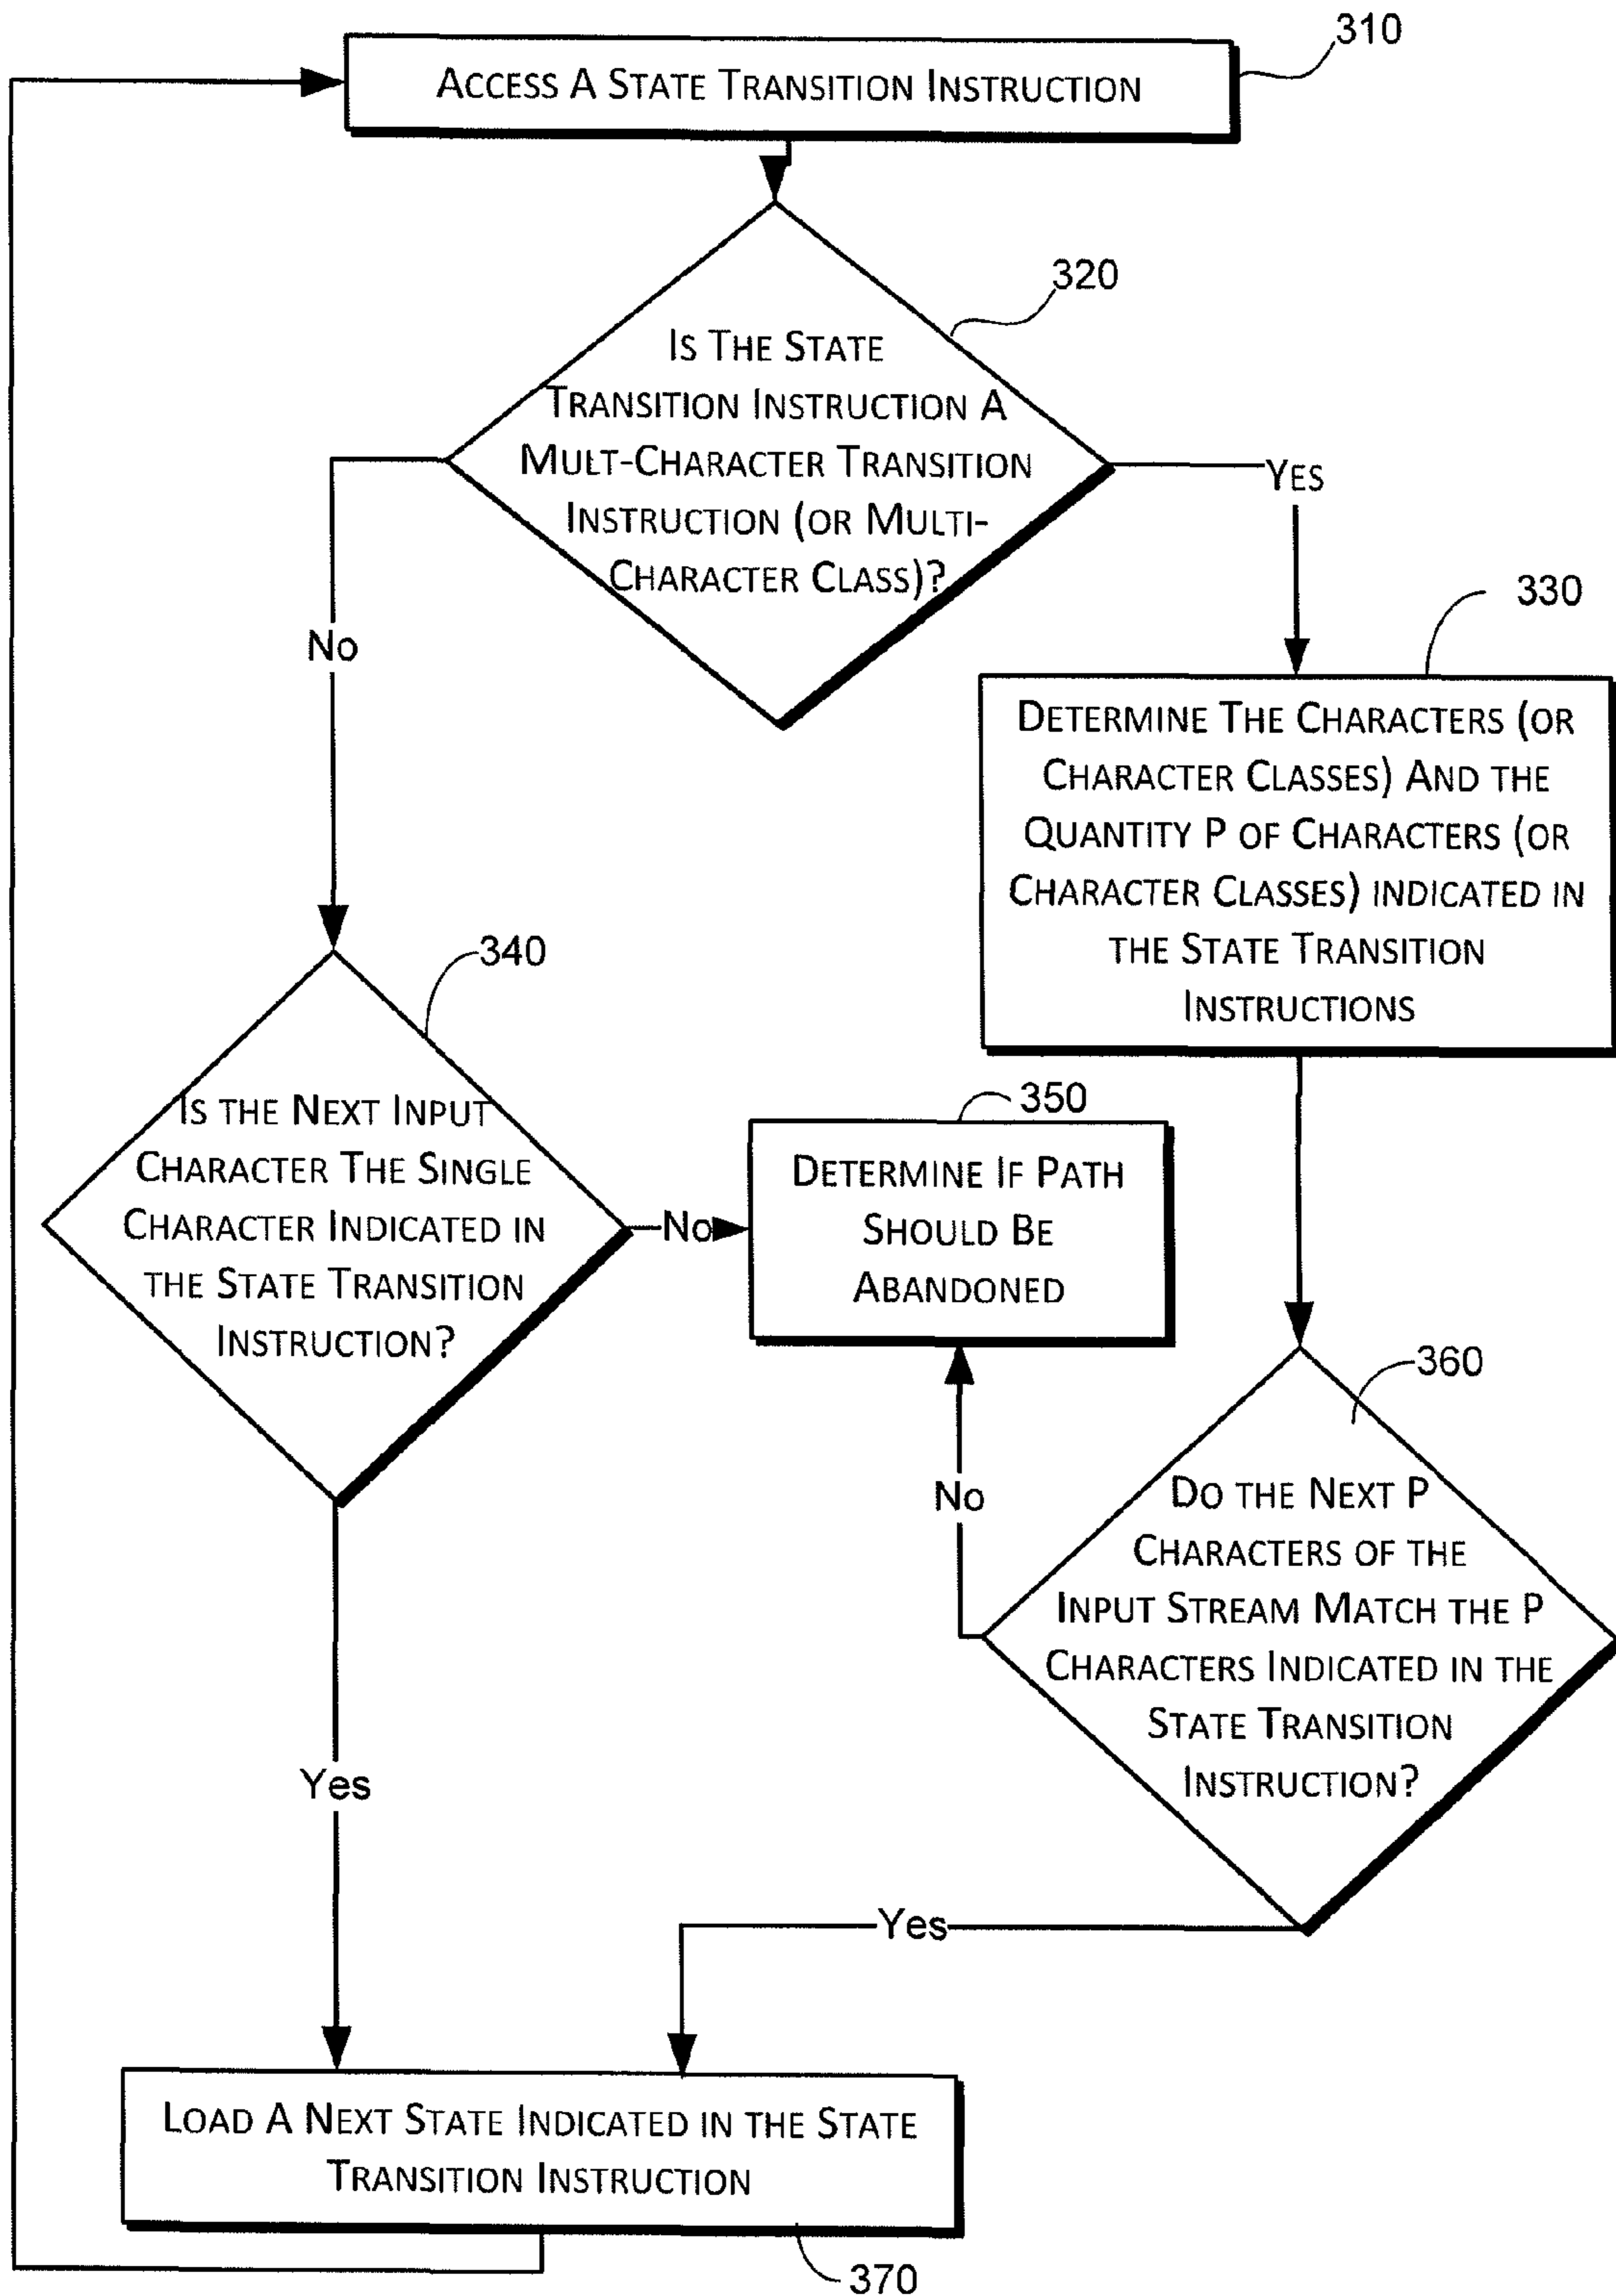 310
ACCESS A STATE TRANSITION INSTRUCTION
320
IS THE STATE
TRANSITION INSTRUCTION A
MULT-CHARACTER TRANSITION
INSTRUCTION (OR MULTI-
CHARACTER CLASS)?
YES
No
330
DETERMINE THE CHARACTERS (OR
CHARACTER CLASSES) AND THE
QUANTITY P OF CHARACTERS (OR
CHARACTER CLASSES) INDICATED IN
THE STATE TRANSITION
INSTRUCTIONS
340
IS THE NEXT INPUT
CHARACTER THE SINGLE
CHARACTER INDICATED IN
THE STATE TRANSITION
INSTRUCTION?
No
350
DETERMINE IF PATH
SHOULD BE
ABANDONED
360
No
DO THE NEXT P
CHARACTERS OF THE
INPUT STREAM MATCH THE P
CHARACTERS INDICATED IN THE
STATE TRANSITION
INSTRUCTION?
Yes
Yes
LOAD A NEXT STATE INDICATED IN THE STATE
TRANSITION INSTRUCTION
370